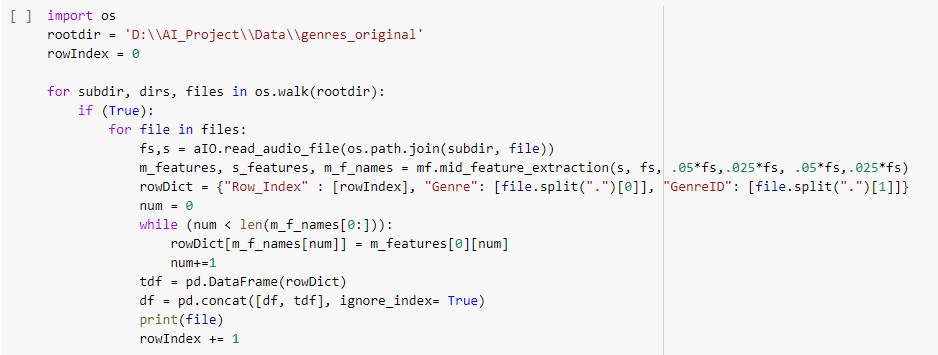 [ ] import os
rootdir = 'D:\\AI_Project\\Data\\genres_original'
rowIndex = 0
for subdir, dirs, files in os.walk(rootdir):
if (True):
for file in files:
fs,s = aIO.read_audio_file(os.path.join(subdir, file))
m_features, s_features, m_f_names = mf.mid_feature_extraction(s, fs, .05*fs,.025*fs, .05*fs,.025*fs)
rowDict = {"Row_Index" : [rowIndex], "Genre": [file.split(".")[0]], "GenreID": [file.split(".")[1]]}
num = 0
while (num < len(m_f_names[0:])):
rowDict[m_f_names[num]] = m_features[0][num]
num+=1
tdf = pd.DataFrame(rowDict)
df = pd.concat([df, tdf], ignore_index= True)
print(file)
rowIndex += 1